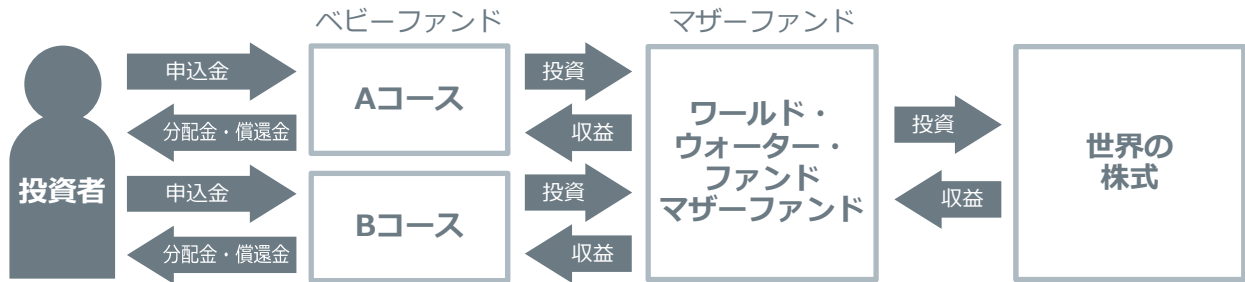 ベビーファンド
マザーファンド
投資者
申込金
分配金・償還金
Aコース
投資
収益
申込金
分配金・償還金
Bコース
投資
収益
ワールド・
ウォーター・
ファンド
マザーファンド
投資
収益
世界の
株式